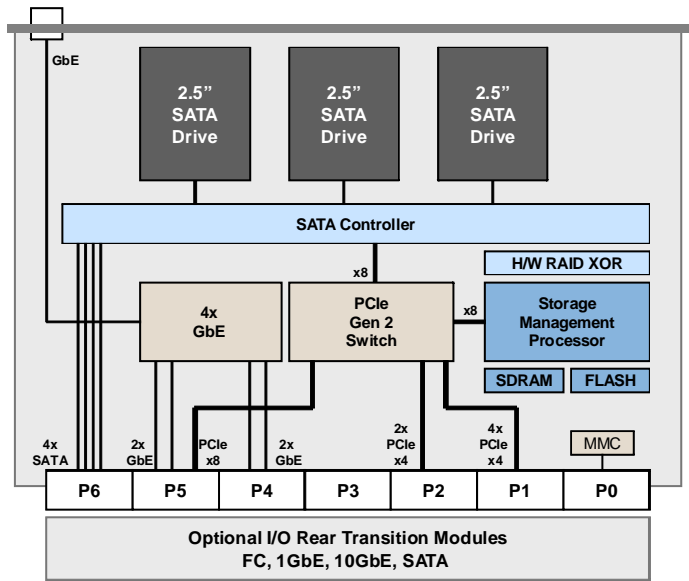 GbE
2.5”
SATA
Drive
2.5”
SATA
Drive
2.5”
SATA
Drive
SATA Controller
x8
H/W RAID XOR
4x
GbE
PCIe
Gen 2
Switch
x8
Storage
Management
Processor
SDRAM
FLASH
4x
SATA
2x
GbE
PCIe
x8
2x
GbE
2x
PCIe
x4
4x
PCIe
x4
MMC
P6
P5
P4
P3
P2
P1
P0
Optional I/O Rear Transition Modules
FC, 1GbE, 10GbE, SATA